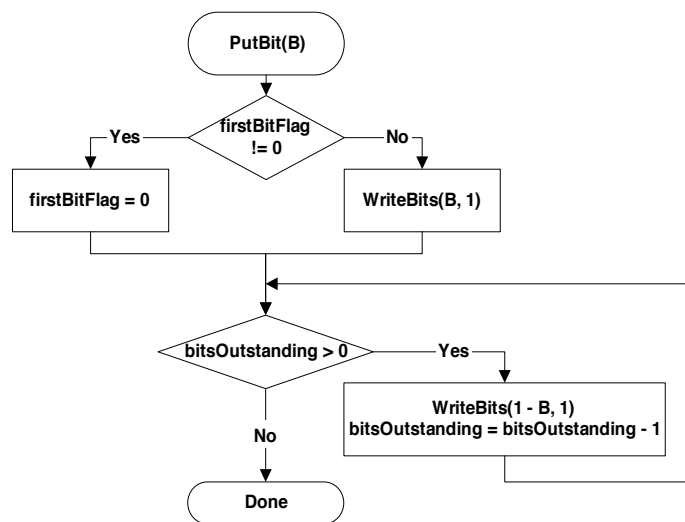 PutBit(B)
firstBitFlag
!= 0
Yes
No
firstBitFlag = 0
WriteBits(B, 1)
bitsOutstanding > 0
Yes
WriteBits(1 - B, 1)
bitsOutstanding = bitsOutstanding - 1
No
Done